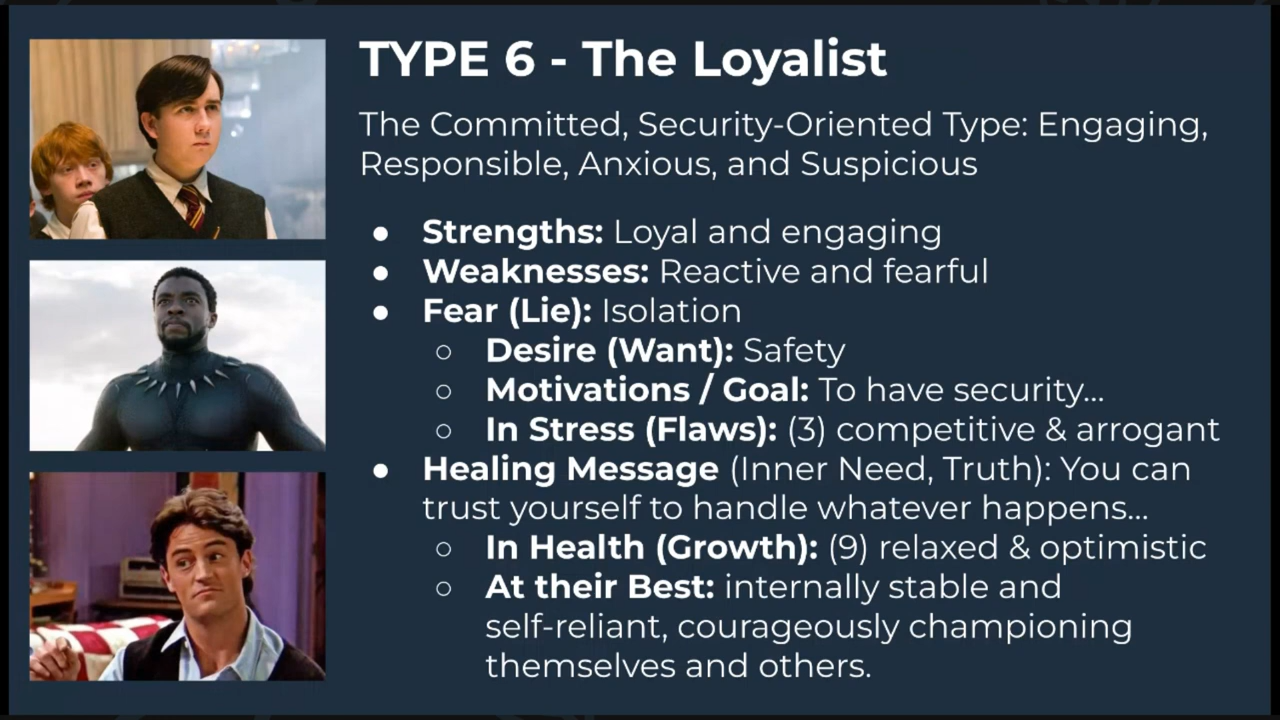 TYPE 6 - The Loyalist
The Committed, Security-Oriented Type: Engaging,
Responsible, Anxious, and Suspicious
● Strengths: Loyal and engaging
● Weaknesses: Reactive and fearful
● Fear (Lie): Isolation
○ Desire (Want): Safety
○ Motivations / Goal: To have security...
○ In Stress (Flaws): (3) competitive & arrogant
● Healing Message (Inner Need, Truth): You can
trust yourself to handle whatever happens...
○ In Health (Growth): (9) relaxed & optimistic
○ At their Best: internally stable and
self-reliant, courageously championing
themselves and others.